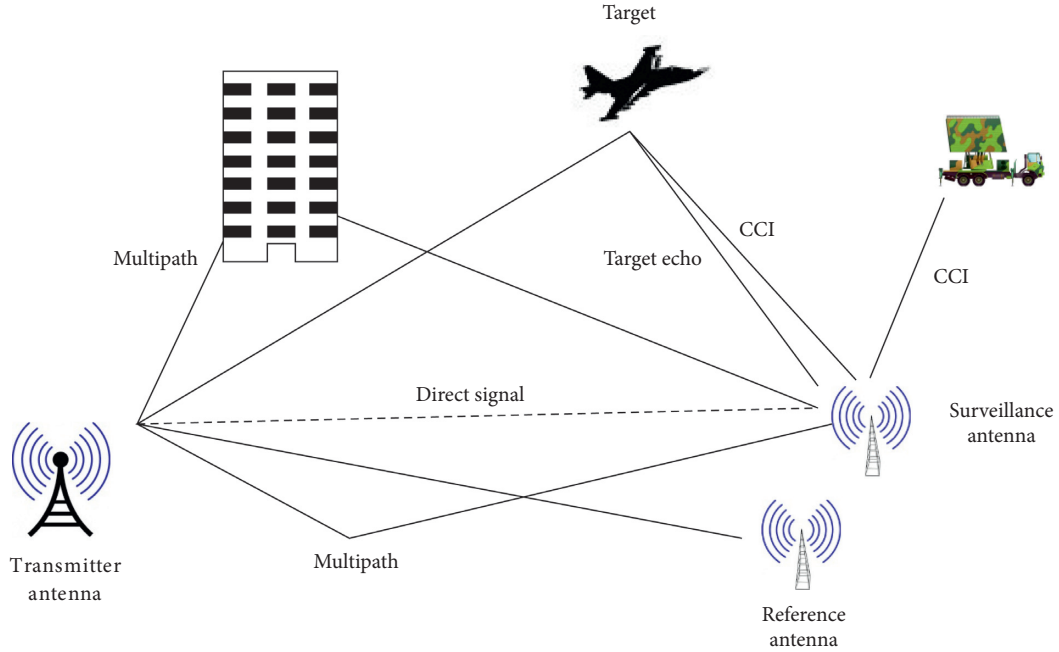 Target
Multipath
CCI
Target echo
CCI
Direct signal
Surveillance
antenna
Transmitter
antenna
Multipath
Reference
antenna